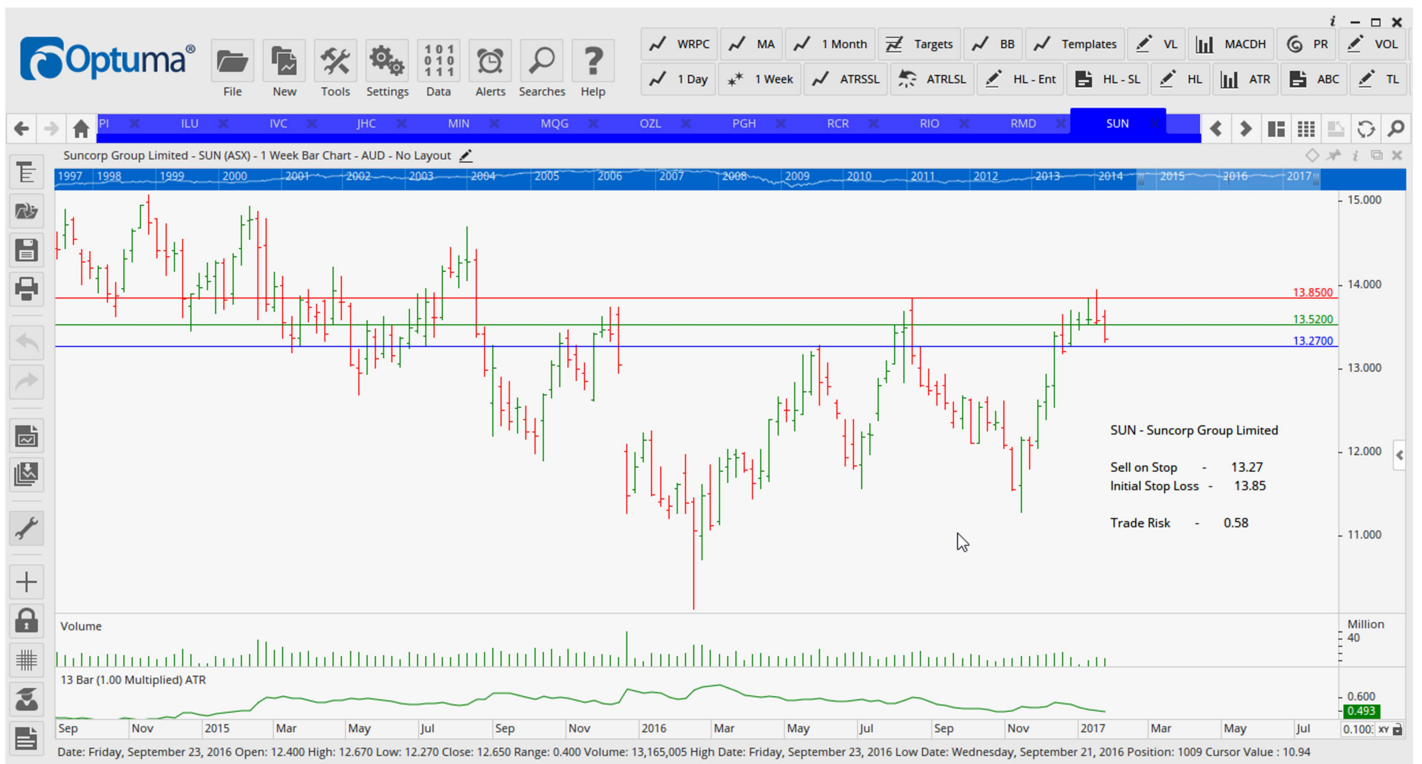 Optuma®
File New Tools Settings Data Alerts Searches Help
WRPC MA 1 Month Targets BB Templates VL MACDH PR VOL
1 Day 1 Week ATRSSL ATRLSL HL - Ent HL - SL HL ATR ABC TL
PI ILU IVC JHC MIN MQG OZL PGH RCR RIO RMD SUN
Suncorp Group Limited - SUN (ASX) - 1 Week Bar Chart - AUD - No Layout
1997 1998 1999 2000 2001 2002 2003 2004 2005 2006 2007 2008 2009 2010 2011 2012 2013 2014 2015 2016 2017
15.000
14.000
13.8500
13.5200
13.2700
13.000
SUN - Suncorp Group Limited
12.000
Sell on Stop - 13.27
Initial Stop Loss - 13.85
Trade Risk - 0.58
11.000
Volume
Million
40
13 Bar (1.00 Multiplied) ATR
0.600
0.493
Sep Nov 2015 Mar May Jul Sep Nov 2016 Mar May Jul Sep Nov 2017 Mar May Jul 0.100 XY
Date: Friday, September 23, 2016 Open: 12.400 High: 12.670 Low: 12.270 Close: 12.650 Range: 0.400 Volume: 13,165,005 High Date: Friday, September 23, 2016 Low Date: Wednesday, September 21, 2016 Position: 1009 Cursor Value : 10.94